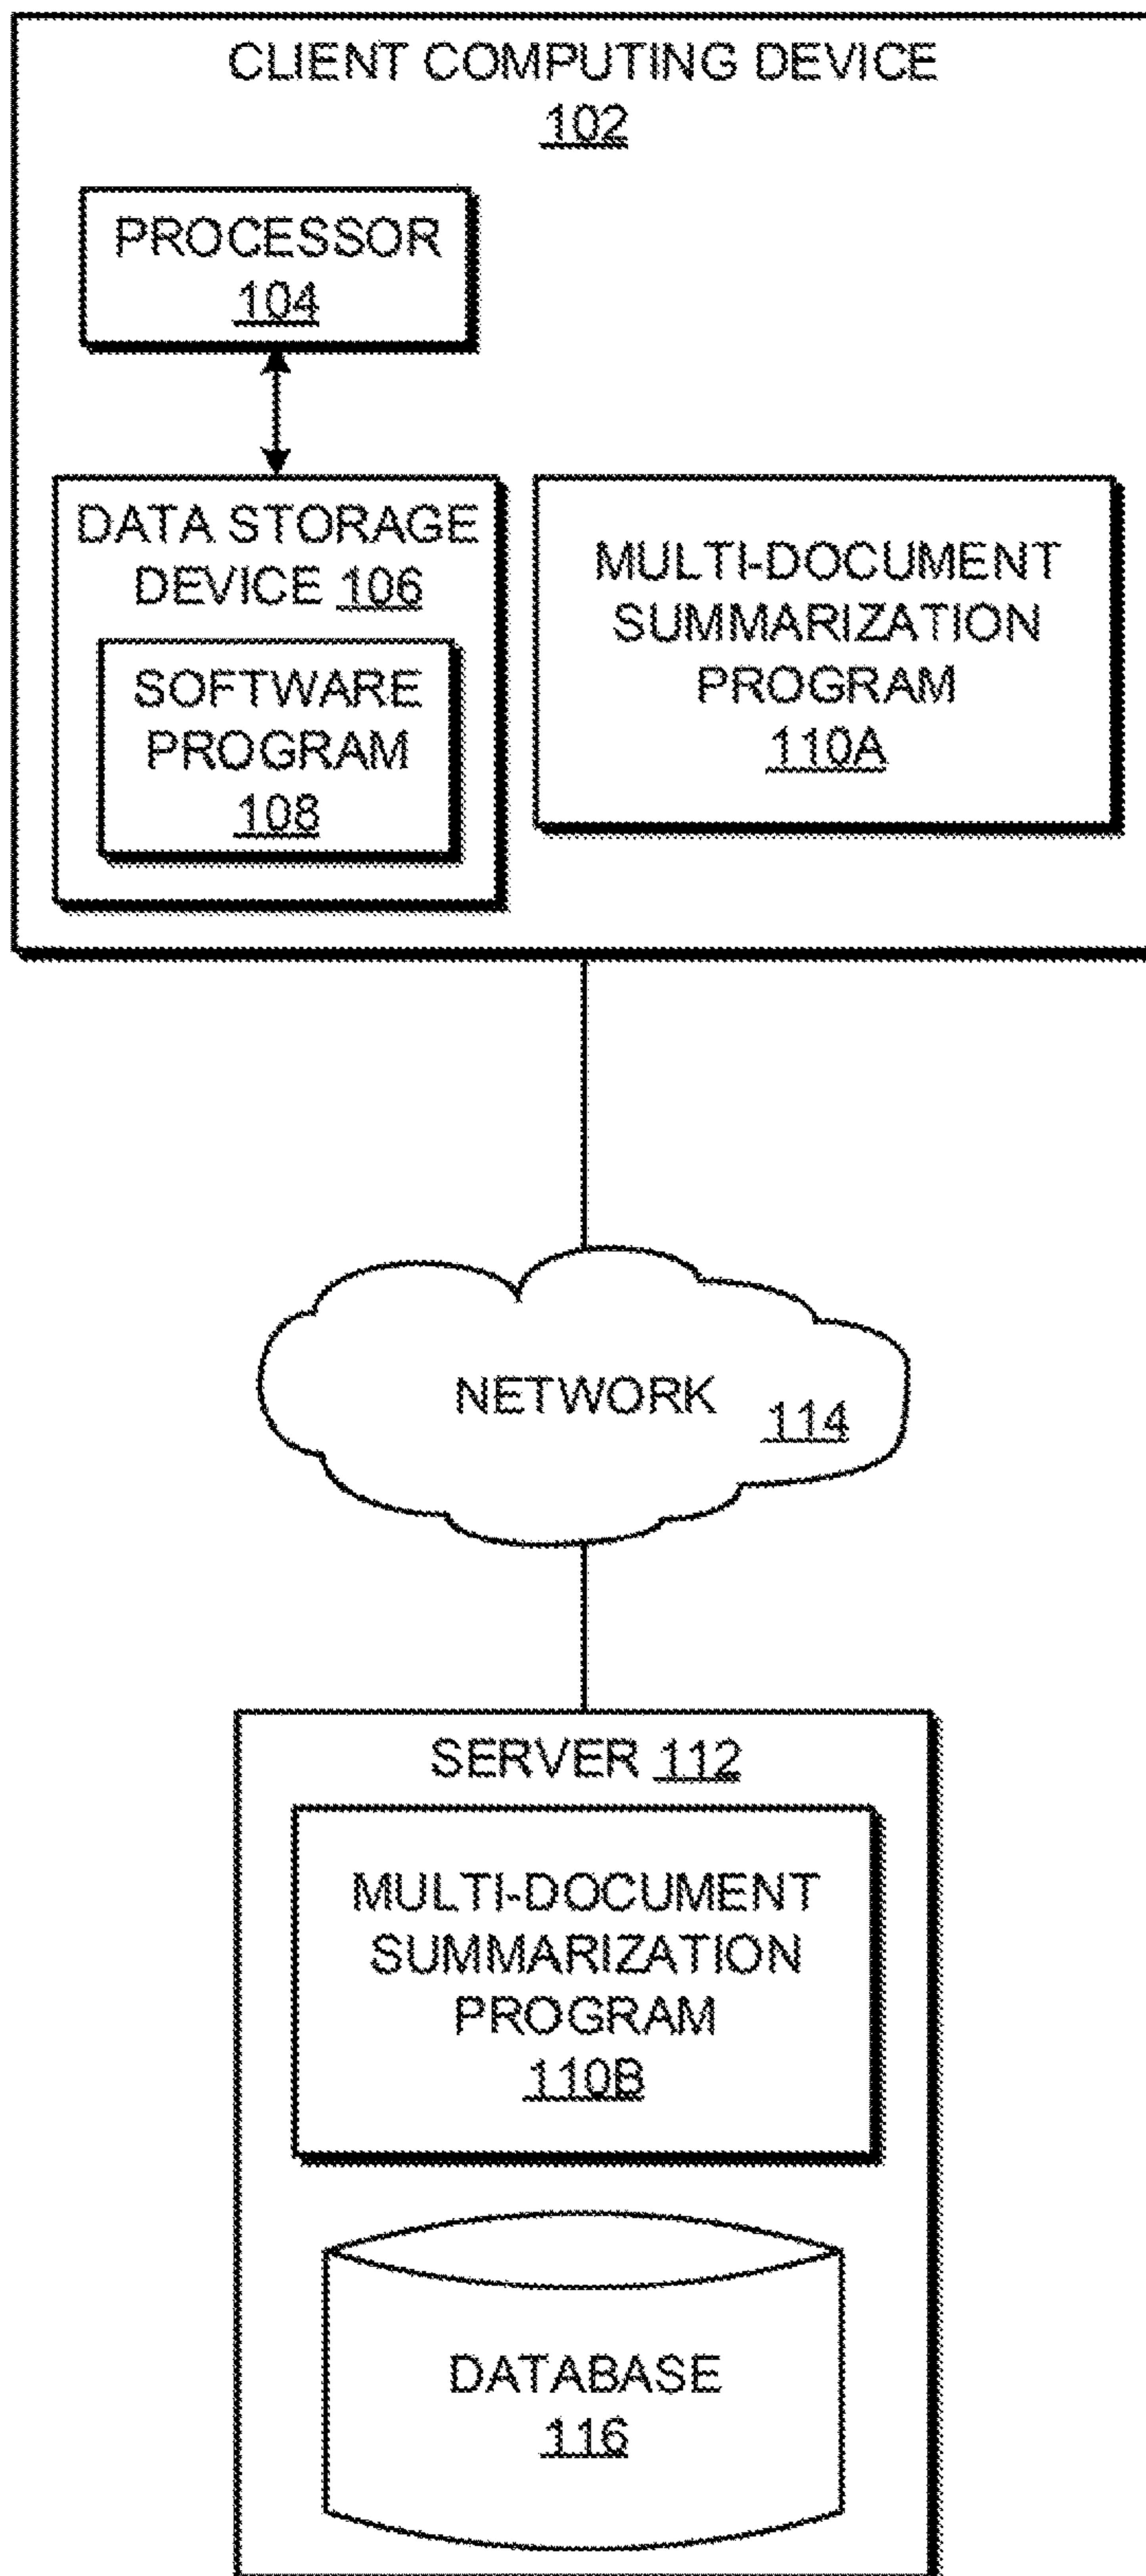 CLIENT COMPUTING DEVICE
102
PROCESSOR
104
DATA STORAGE
DEVICE 106
SOFTWARE
PROGRAM
108
MULTI-DOCUMENT
SUMMARIZATION
PROGRAM
110A
NETWORK 114
SERVER 112
MULTI-DOCUMENT
SUMMARIZATION
PROGRAM
110B
DATABASE
116